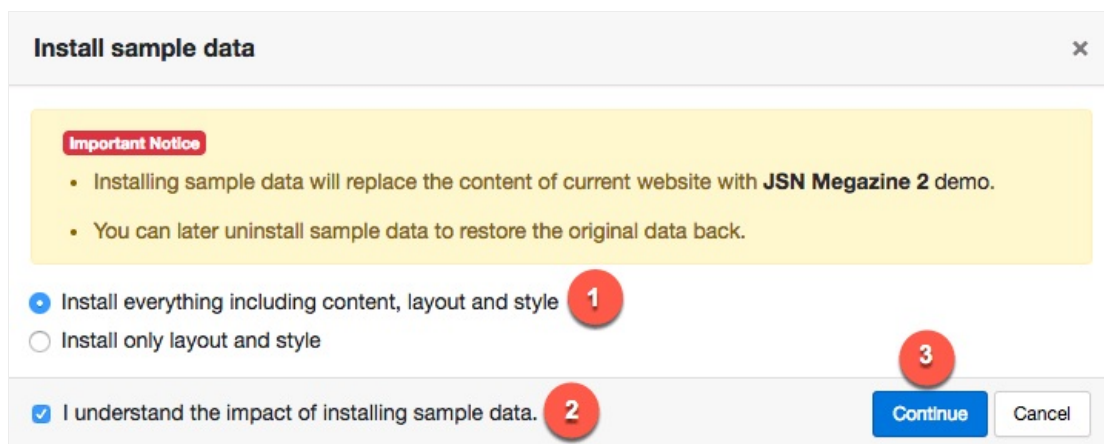 Install sample data ×
Important Notice
• Installing sample data will replace the content of current website with JSN Megazine 2 demo.
• You can later uninstall sample data to restore the original data back.
Install everything including content, layout and style 1
Install only layout and style
3
I understand the impact of installing sample data. 2 Continue Cancel